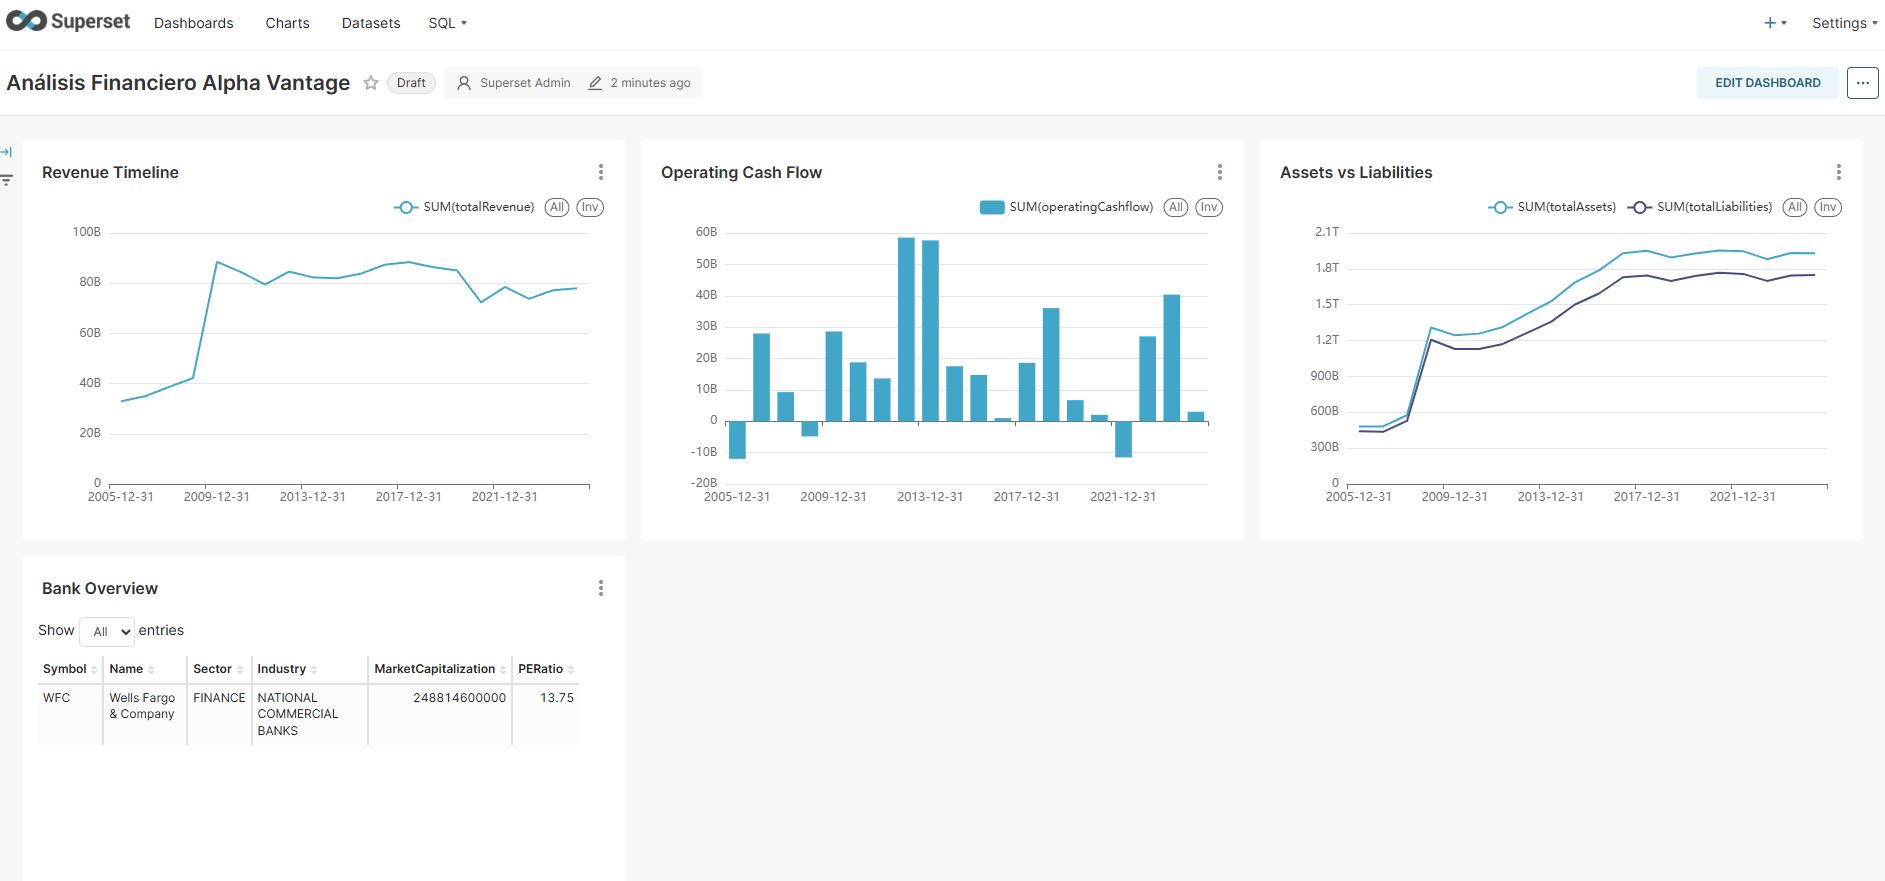 Superset Dashboards Charts Datasets SQL Settings
Análisis Financiero Alpha Vantage Draft Superset Admin 2 minutes ago EDIT DASHBOARD
Revenue Timeline
SUM(totalRevenue) All Inv
100B
80B
60B
40B
20B
0
2005-12-31 2009-12-31 2013-12-31 2017-12-31 2021-12-31
Operating Cash Flow
SUM(operatingCashflow) All Inv
60B
50B
40B
30B
20B
10B
0
-10B
-20B
2005-12-31 2009-12-31 2013-12-31 2017-12-31 2021-12-31
Assets vs Liabilities
SUM(totalAssets) SUM(totalLiabilities) All Inv
2.1T
1.8T
1.5T
1.2T
900B
600B
300B
0
2005-12-31 2009-12-31 2013-12-31 2017-12-31 2021-12-31
Bank Overview
Show All entries
Symbol Name Sector Industry MarketCapitalization PERatio
WFC Wells Fargo FINANCE NATIONAL 248814600000 13.75
& Company COMMERCIAL
BANKS